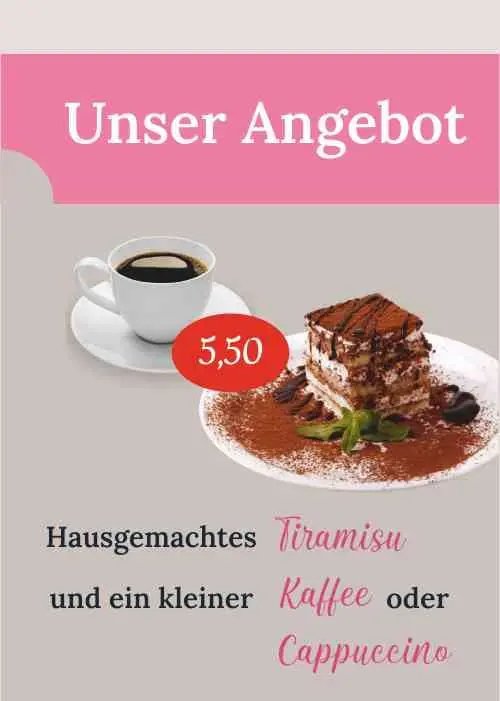 Unser Angebot
5,50
Hausgemachtes Tiramisu
und ein kleiner Kaffee oder
Cappuccino